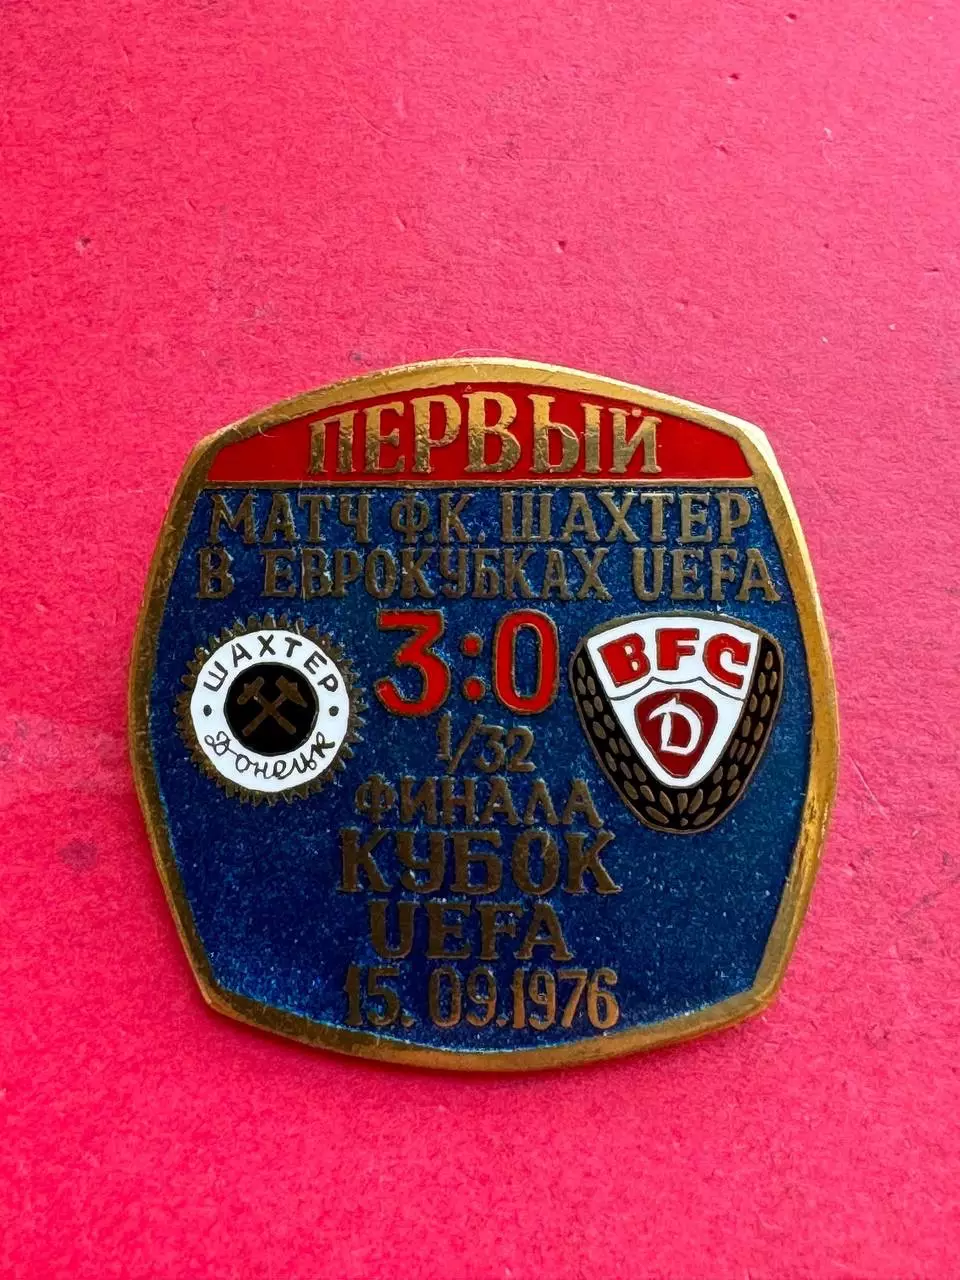 ПЕРВЫЙ
МАТЧ Ф.К. ШАХТЕР
В ЕВРОКУБКАХ UEFA
3:0
ШАХТЕР
Донецк
BFC
D
1/32
ФИНАЛА
КУБОК
UEFA
15.09.1976